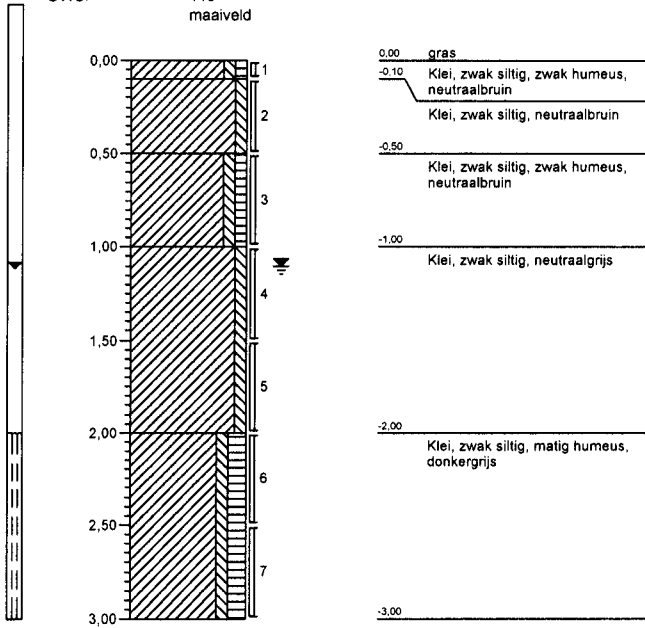 maaiveld
0,00
0,50
1,00
1,50
2,00
2,50
3,00
1
2
3
4
5
6
7
0,00 gras
-0,10 Klei, zwak siltig, zwak humeus,
neutraalbruin
Klei, zwak siltig, neutraalbruin
-0,50
Klei, zwak siltig, zwak humeus,
neutraalbruin
-1,00
Klei, zwak siltig, neutraalgrijs
-2,00
Klei, zwak siltig, matig humeus,
donkergrijs
-3,00